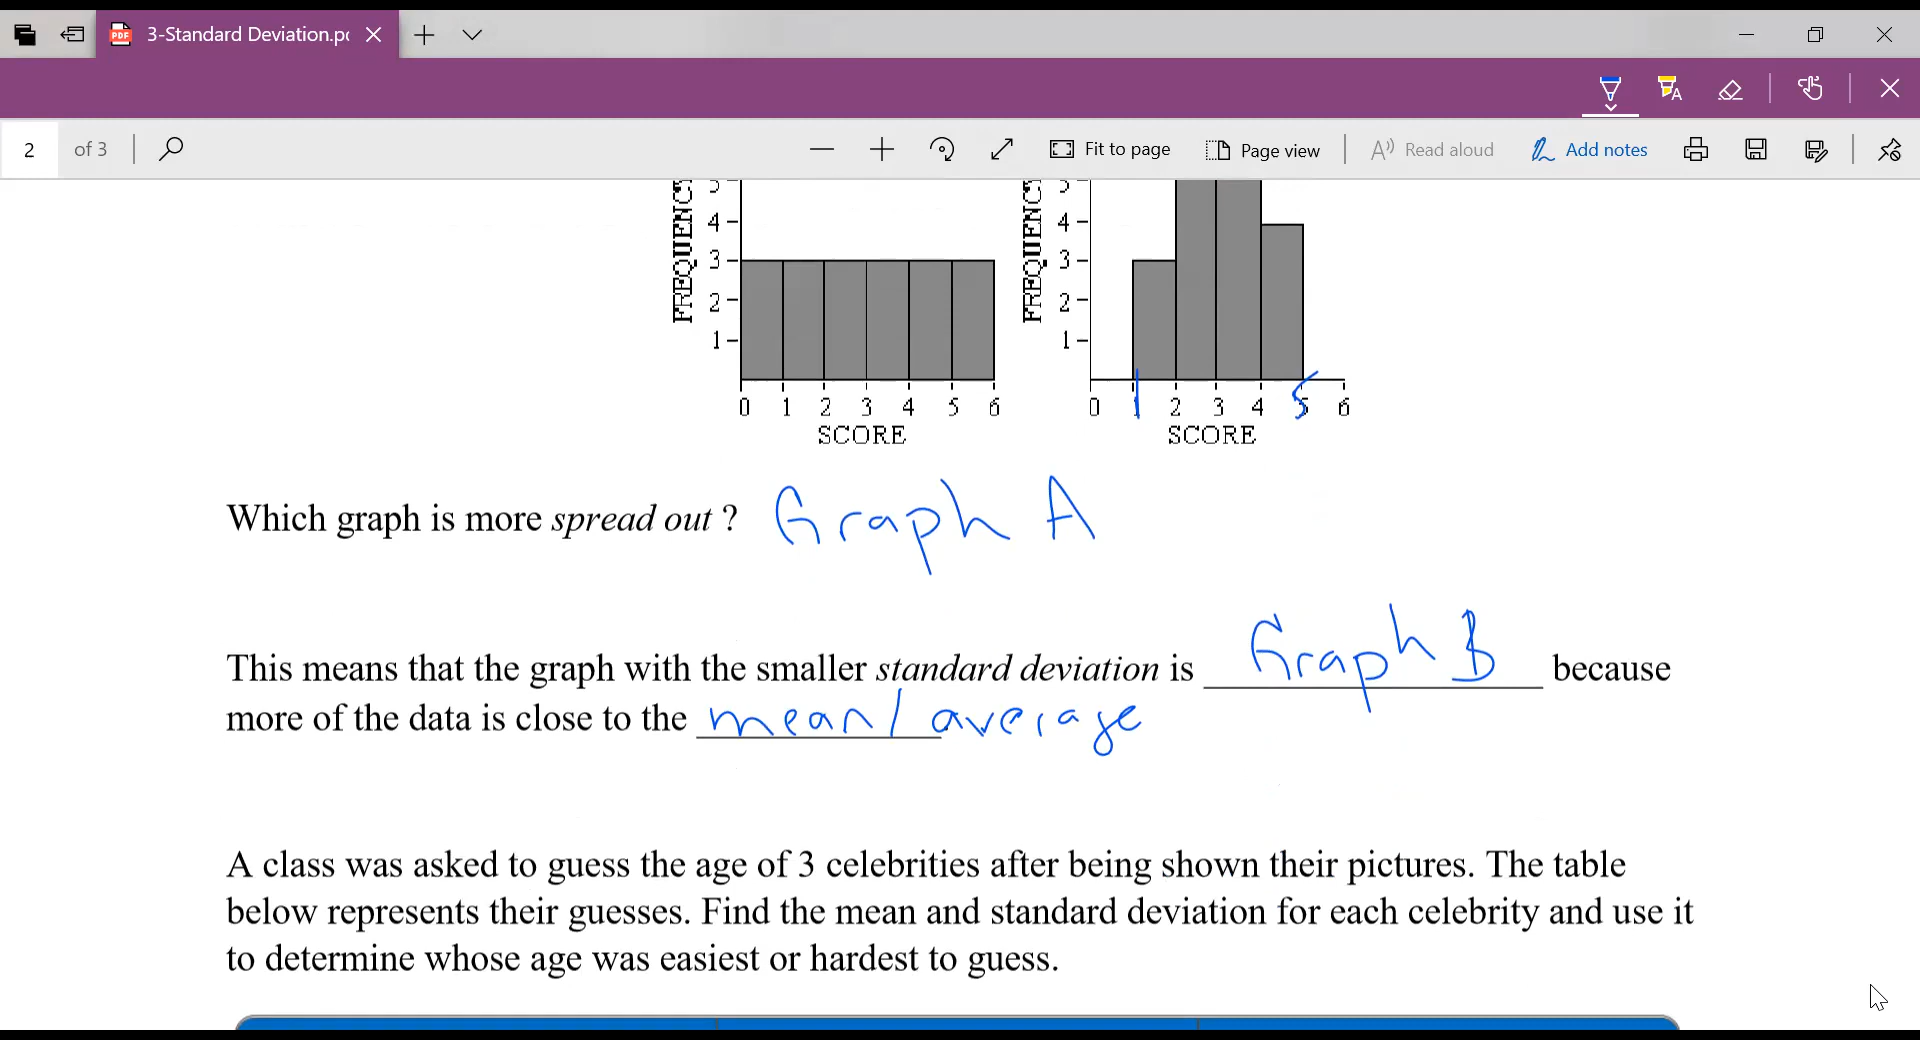 3-Standard Deviation.pd
2 of 3 Fit to page Page view Read aloud Add notes
FREQUENCY 5 4 3 2 1
0 1 2 3 4 5 6
SCORE
FREQUENCY 5 4 3 2 1
0 1 2 3 4 5 6
SCORE
Which graph is more spread out ? Graph A
This means that the graph with the smaller standard deviation is Graph B because
more of the data is close to the mean/average
A class was asked to guess the age of 3 celebrities after being shown their pictures. The table
below represents their guesses. Find the mean and standard deviation for each celebrity and use it
to determine whose age was easiest or hardest to guess.